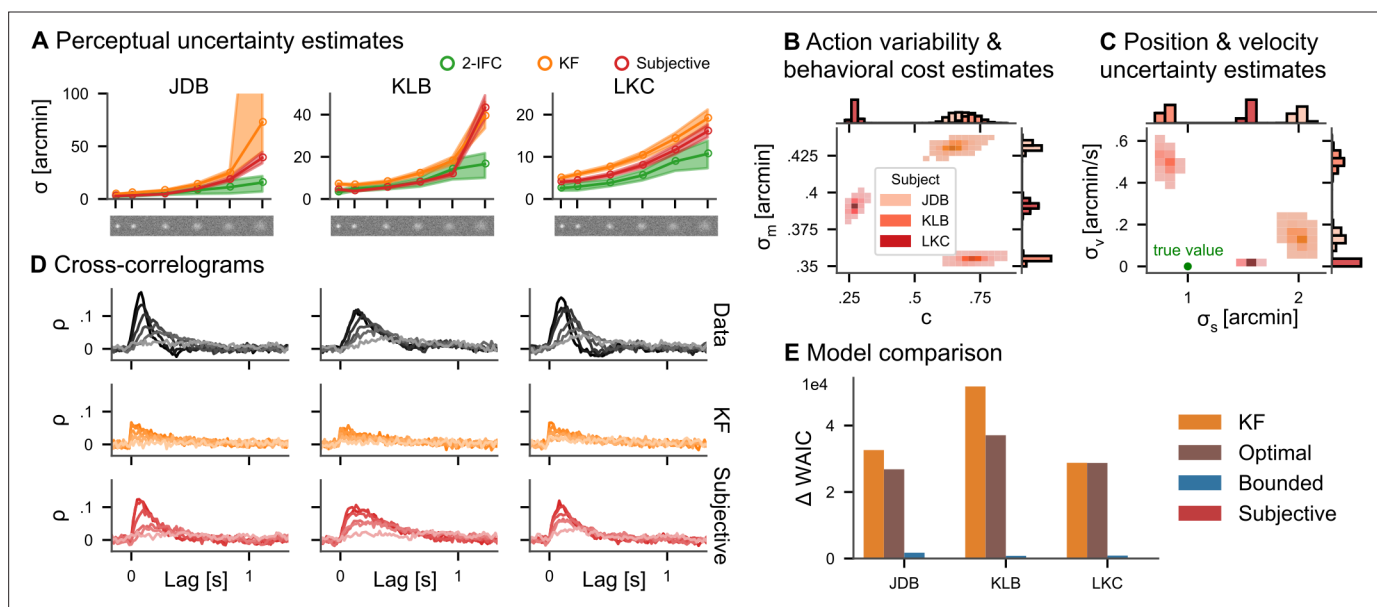 A Perceptual uncertainty estimates
2-IFC KF Subjective
JDB KLB LKC
σ [arcmin]
100
50
0
40
20
0
20
10
0
B Action variability &
behavioral cost estimates
σm [arcmin]
.425
.4
.375
.35
Subject
JDB
KLB
LKC
.25 .5 .75
c
C Position & velocity
uncertainty estimates
σv [arcmin/s]
.6
.4
.2
0
true value
1 2
σs [arcmin]
D Cross-correlograms
ρ
.1
0
Data
ρ
.1
0
KF
ρ
.1
0
Subjective
0 1 0 1 0 1
Lag [s] Lag [s] Lag [s]
E Model comparison
1e4
Δ WAIC
4
2
0
JDB KLB LKC
KF
Optimal
Bounded
Subjective